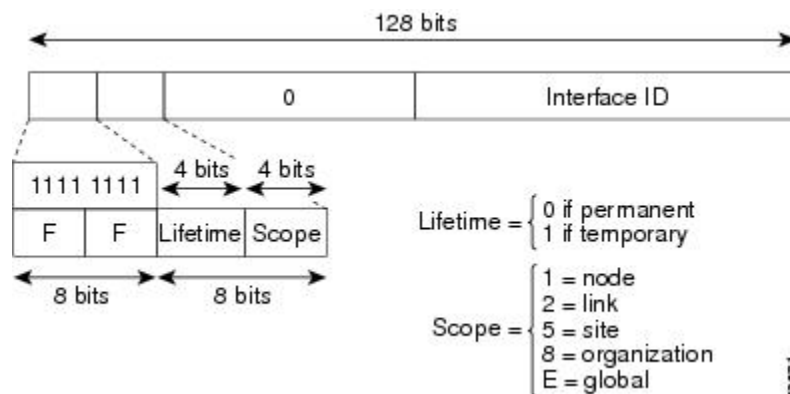 128 bits
0 Interface ID
4 bits 4 bits
1111 1111
F F Lifetime Scope
8 bits 8 bits
Lifetime = { 0 if permanent
1 if temporary
Scope = { 1 = node
2 = link
5 = site
8 = organization
E = global